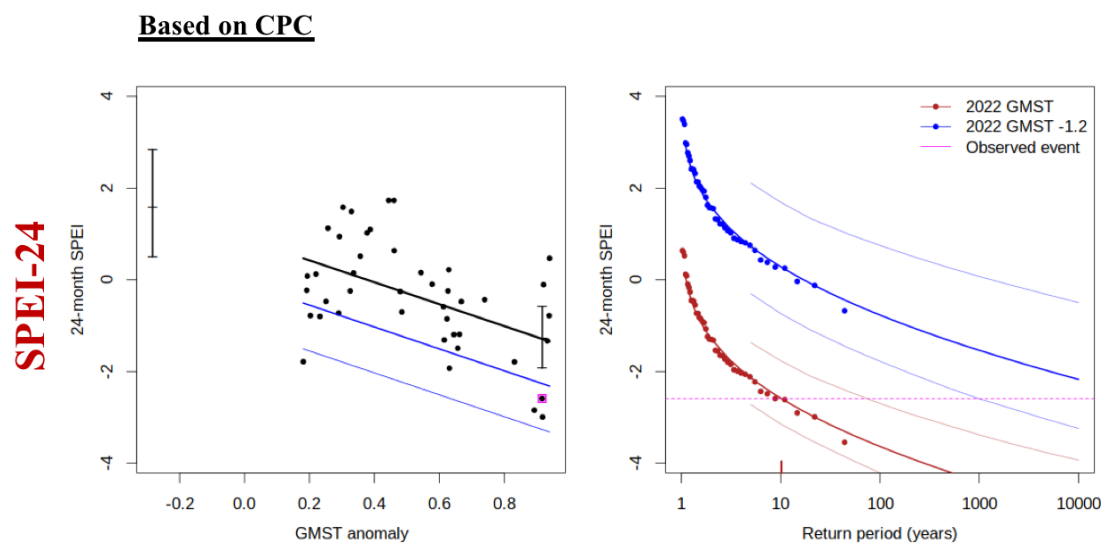 Based on CPC
SPEI-24
24-month SPEI
4
2
0
-2
-4
-0.2
0.0
0.2
0.4
0.6
0.8
GMST anomaly
24-month SPEI
4
2
0
-2
-4
2022 GMST
2022 GMST -1.2
Observed event
1
10
100
1000
10000
Return period (years)